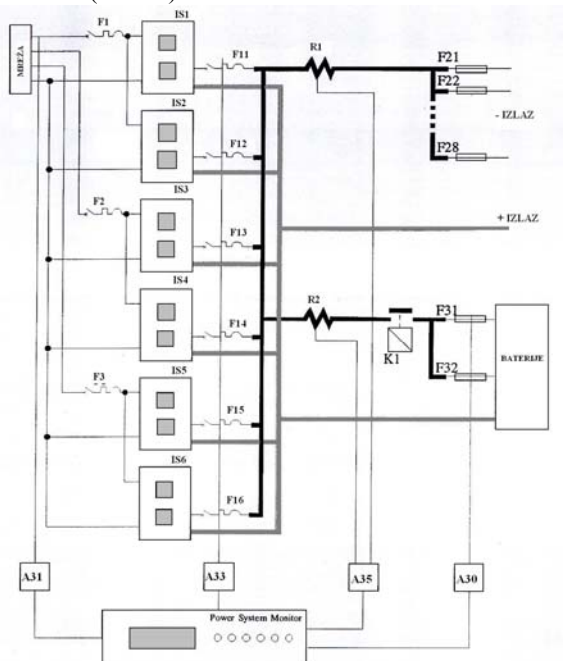 MREŽA
F1
IS1
F11
R1
F21
F22
- IZLAZ
F28
IS2
F12
F2
IS3
F13
+ IZLAZ
IS4
F14
R2
K1
F31
F32
BATERIJE
F3
IS5
F15
IS6
F16
A31
A33
A35
A30
Power System Monitor